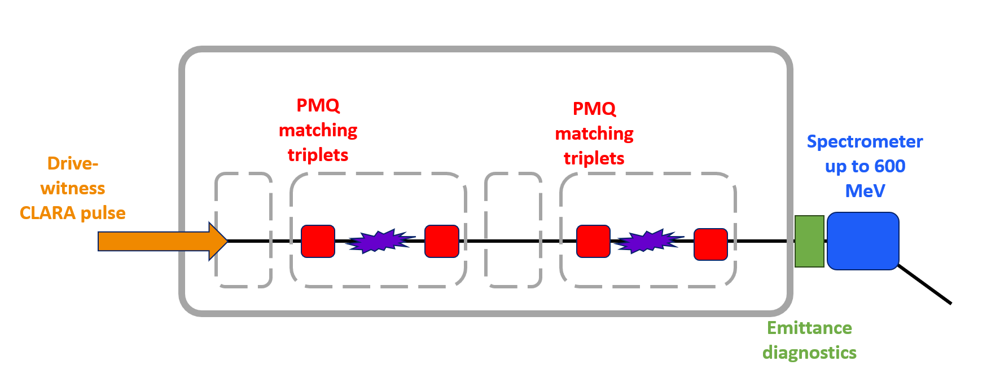 PMQ
matching
triplets
PMQ
matching
triplets
Spectrometer
up to 600
MeV
Drive-
witness
CLARA pulse
Emittance
diagnostics